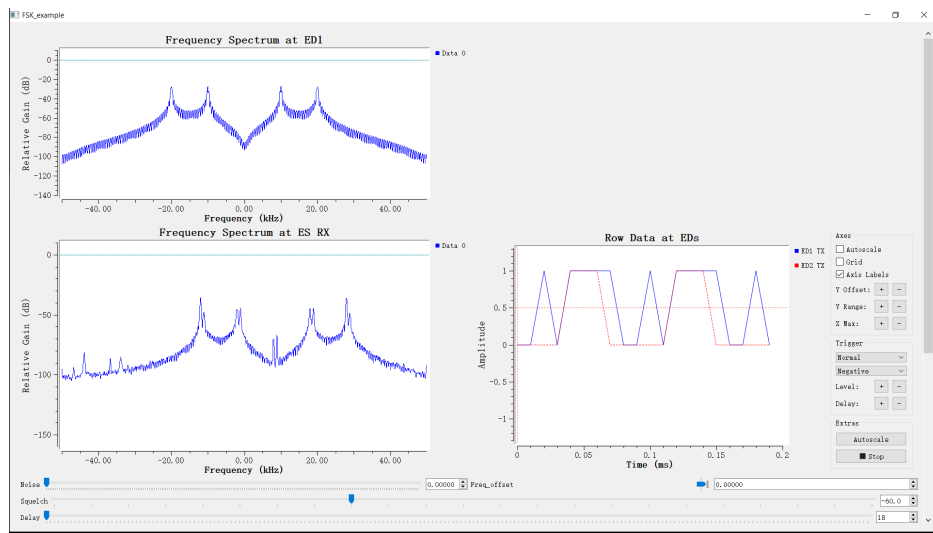 FSK_example
Frequency Spectrum at ED1
Data 0
Relative Gain (dB)
0
-20
-40
-60
-80
-100
-120
-140
-40.00 -20.00 0.00 20.00 40.00
Frequency (kHz)
Frequency Spectrum at ES RX
Data 0
Relative Gain (dB)
0
-50
-100
-150
-40.00 -20.00 0.00 20.00 40.00
Frequency (kHz)
Row Data at EDs
ED1 TX
ED2 TX
Amplitude
1
0.5
0
-0.5
-1
0 0.05 0.1 0.15 0.2
Time (ms)
Axes
Autoscale
Grid
Axis Labels
Y Offset: + -
Y Range: + -
X Max: + -
Trigger
Normal
Negative
Level: + -
Delay: + -
Extras
Autoscale
Stop
Noise 0.00000 Freq_offset 0.00000
Squelch -60.0
Delay 18